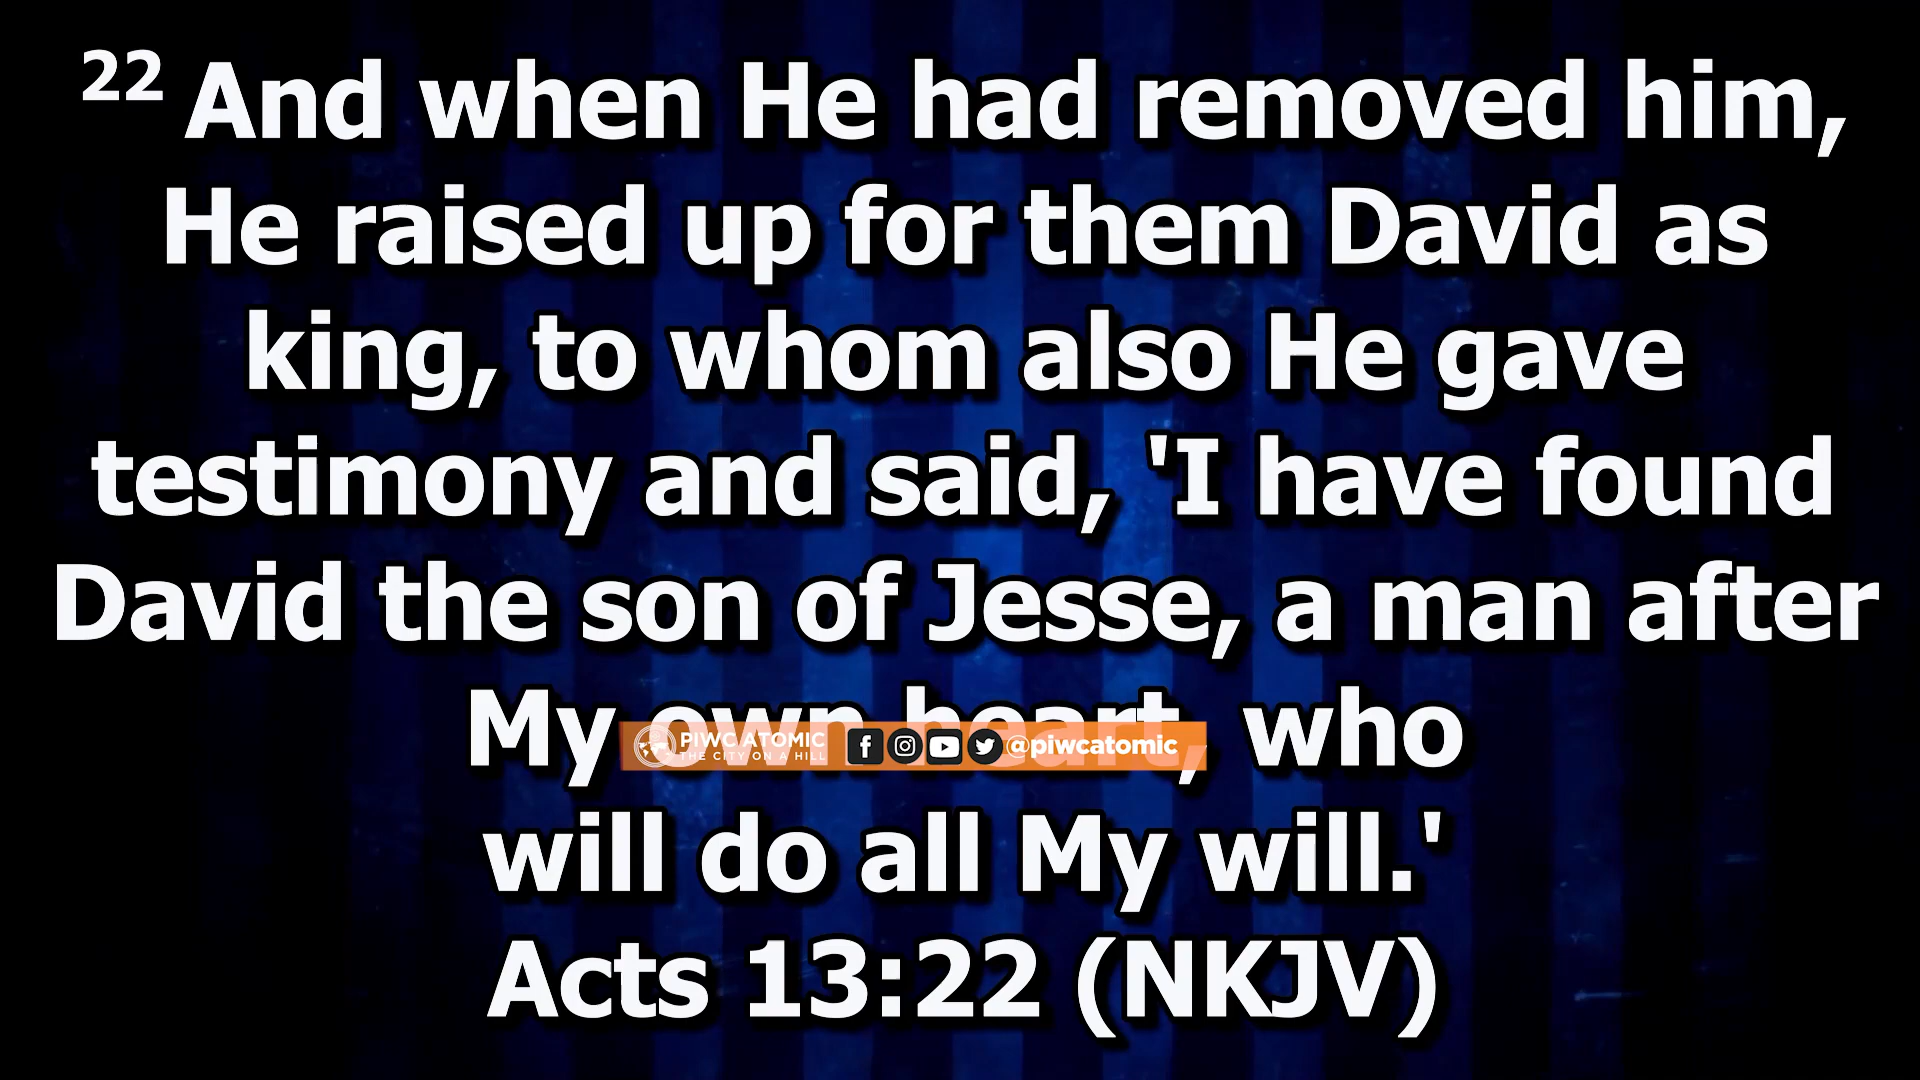 22 And when He had removed him,
He raised up for them David as
king, to whom also He gave
testimony and said, 'I have found
David the son of Jesse, a man after
My own heart, who
will do all My will.'
Acts 13:22 (NKJV)
PIWC ATOMIC
THE CITY ON A HILL
@piwcatomic